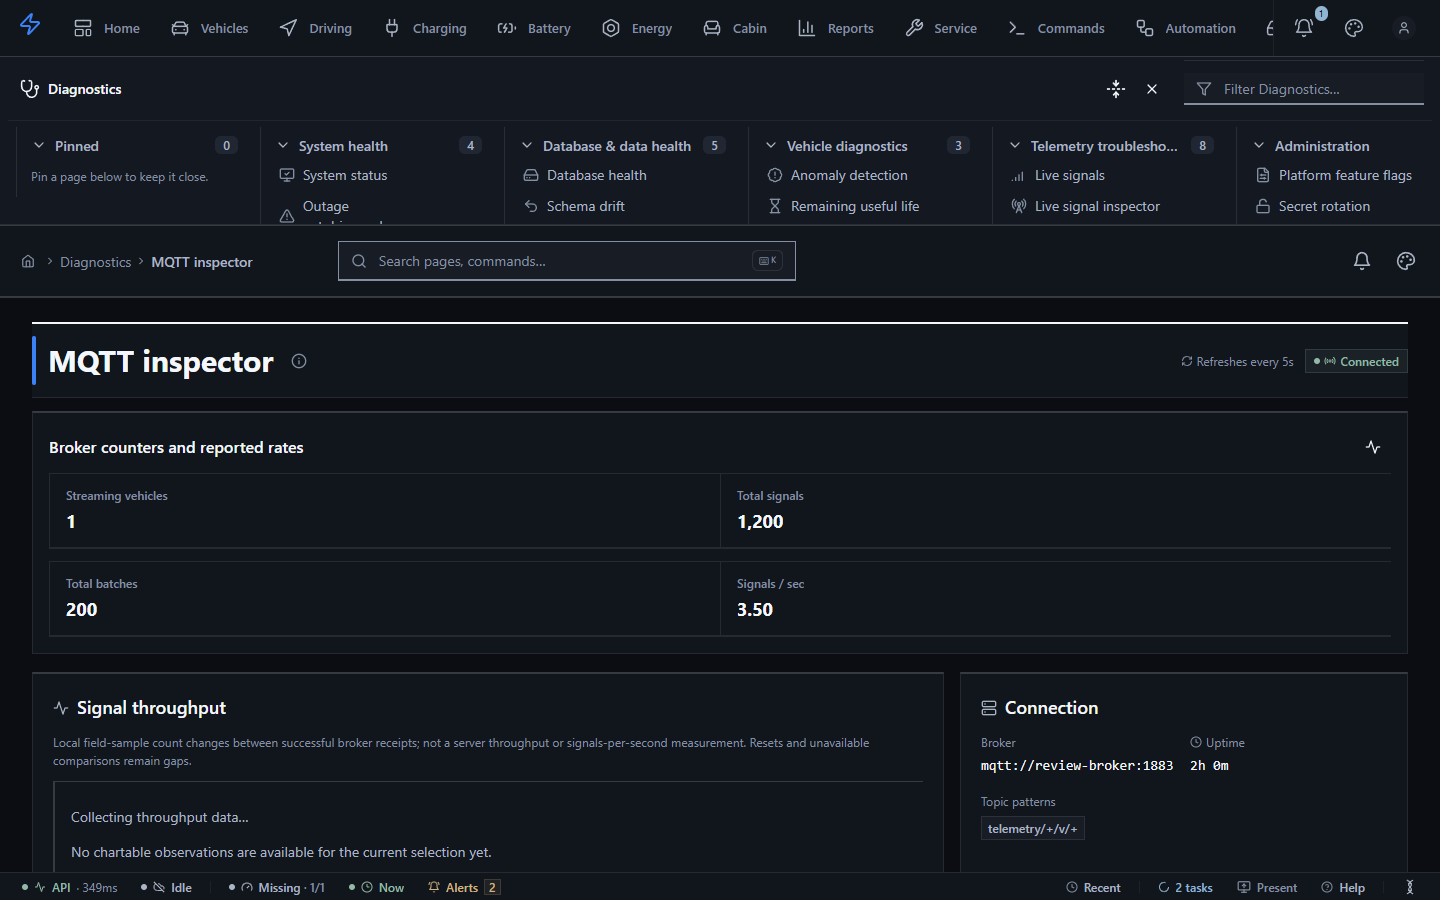 Home
Vehicles
Driving
Charging
Battery
Energy
Cabin
Reports
Service
Commands
Automation
1
Diagnostics
Filter Diagnostics...
Pinned 0
Pin a page below to keep it close.
System health 4
System status
Outage
Database & data health 5
Database health
Schema drift
Vehicle diagnostics 3
Anomaly detection
Remaining useful life
Telemetry troublesho... 8
Live signals
Live signal inspector
Administration
Platform feature flags
Secret rotation
Diagnostics > MQTT inspector
Search pages, commands...
K
MQTT inspector
Refreshes every 5s
Connected
Broker counters and reported rates
Streaming vehicles
1
Total signals
1,200
Total batches
200
Signals / sec
3.50
Signal throughput
Local field-sample count changes between successful broker receipts; not a server throughput or signals-per-second measurement. Resets and unavailable
comparisons remain gaps.
Collecting throughput data...
No chartable observations are available for the current selection yet.
Connection
Broker
mqtt://review-broker:1883
Uptime
2h 0m
Topic patterns
telemetry/+/v/+
API · 349ms
Idle
Missing · 1/1
Now
Alerts 2
Recent
2 tasks
Present
Help